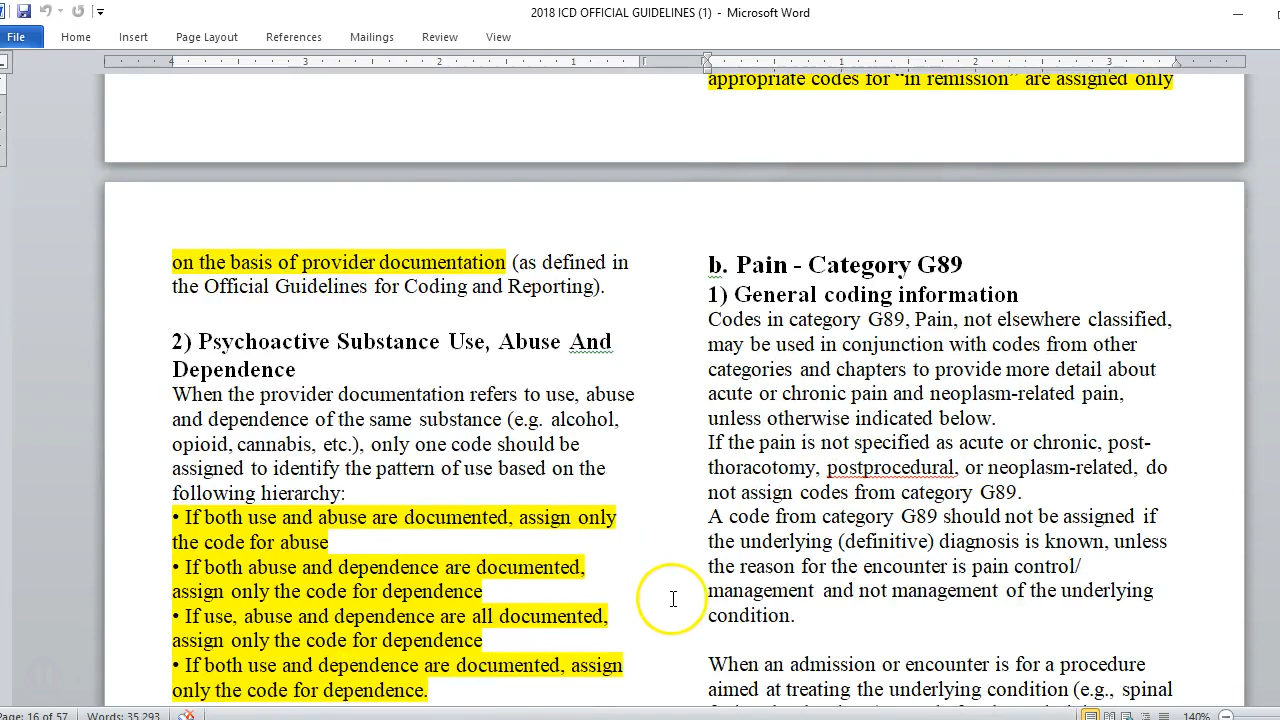 2018 ICD OFFICIAL GUIDELINES (1) - Microsoft Word
File Home Insert Page Layout References Mailings Review View
4 3 2 1 1 2 3
appropriate codes for “in remission” are assigned only
on the basis of provider documentation (as defined in
the Official Guidelines for Coding and Reporting).
2) Psychoactive Substance Use, Abuse And
Dependence
When the provider documentation refers to use, abuse
and dependence of the same substance (e.g. alcohol,
opioid, cannabis, etc.), only one code should be
assigned to identify the pattern of use based on the
following hierarchy:
• If both use and abuse are documented, assign only
the code for abuse
• If both abuse and dependence are documented,
assign only the code for dependence
• If use, abuse and dependence are all documented,
assign only the code for dependence
• If both use and dependence are documented, assign
only the code for dependence.
b. Pain - Category G89
1) General coding information
Codes in category G89, Pain, not elsewhere classified,
may be used in conjunction with codes from other
categories and chapters to provide more detail about
acute or chronic pain and neoplasm-related pain,
unless otherwise indicated below.
If the pain is not specified as acute or chronic, post-
thoracotomy, postprocedural, or neoplasm-related, do
not assign codes from category G89.
A code from category G89 should not be assigned if
the underlying (definitive) diagnosis is known, unless
the reason for the encounter is pain control/
management and not management of the underlying
condition.
When an admission or encounter is for a procedure
aimed at treating the underlying condition (e.g., spinal
Page: 16 of 57 Words: 35,293 140%